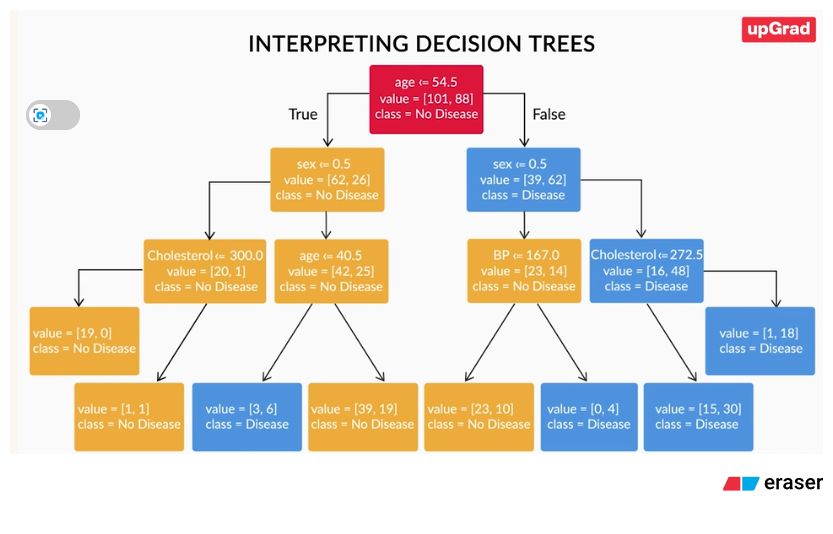 upGrad
INTERPRETING DECISION TREES
age <= 54.5
value = [101, 88]
class = No Disease
True
False
sex <= 0.5
value = [62, 26]
class = No Disease
sex <= 0.5
value = [39, 62]
class = Disease
Cholesterol <= 300.0
value = [20, 1]
class = No Disease
age <= 40.5
value = [42, 25]
class = No Disease
BP <= 167.0
value = [23, 14]
class = No Disease
Cholesterol <= 272.5
value = [16, 48]
class = Disease
value = [19, 0]
class = No Disease
value = [1, 18]
class = Disease
value = [1, 1]
class = No Disease
value = [3, 6]
class = Disease
value = [39, 19]
class = No Disease
value = [23, 10]
class = No Disease
value = [0, 4]
class = Disease
value = [15, 30]
class = Disease
eraser